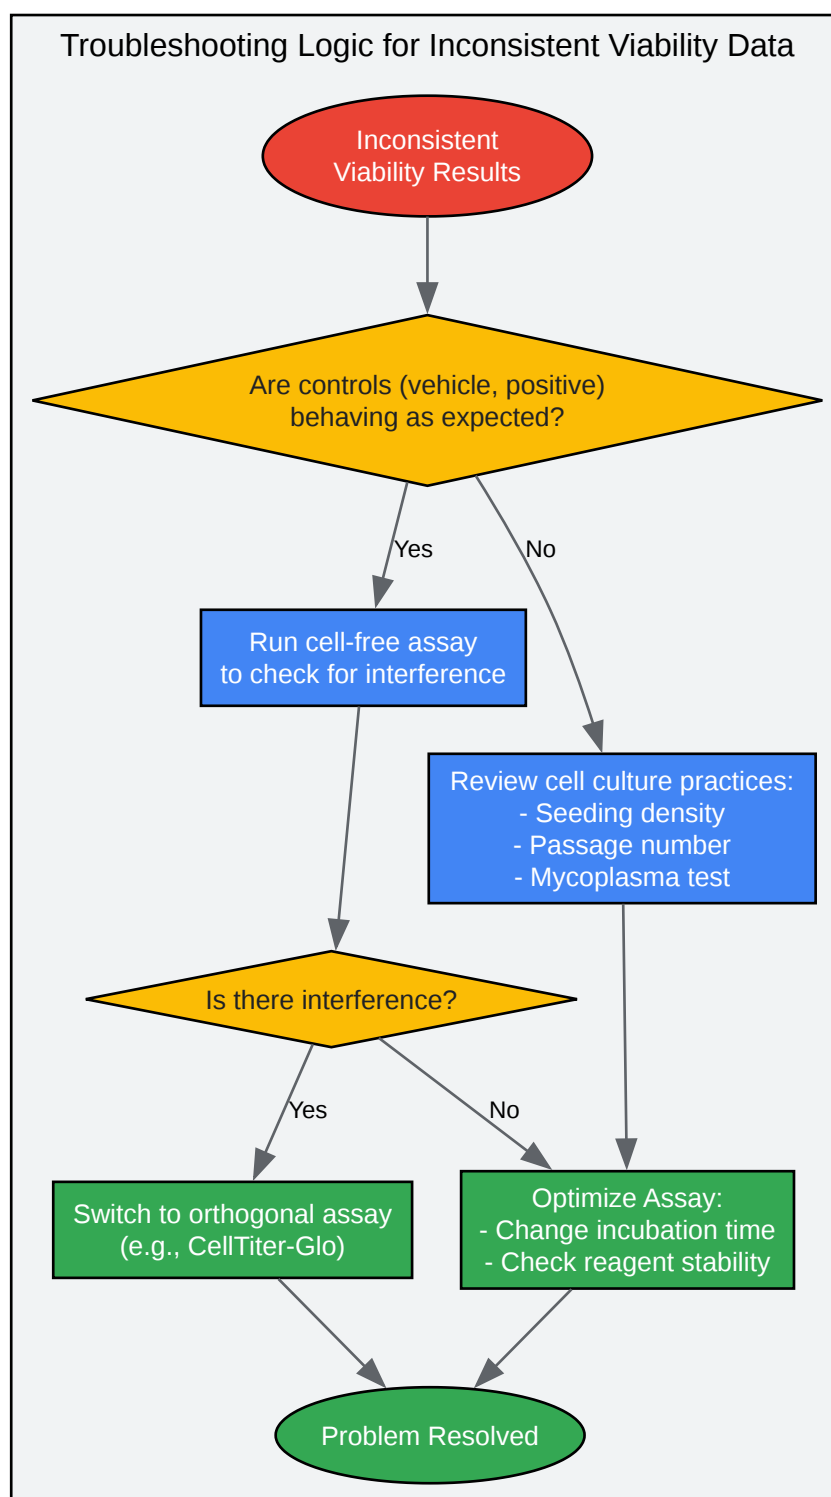 Troubleshooting Logic for Inconsistent Viability Data
Inconsistent
Viability Results
Are controls (vehicle, positive)
behaving as expected?
Yes
No
Run cell-free assay
to check for interference
Review cell culture practices:
- Seeding density
- Passage number
- Mycoplasma test
Is there interference?
Yes
No
Switch to orthogonal assay
(e.g., CellTiter-Glo)
Optimize Assay:
- Change incubation time
- Check reagent stability
Problem Resolved